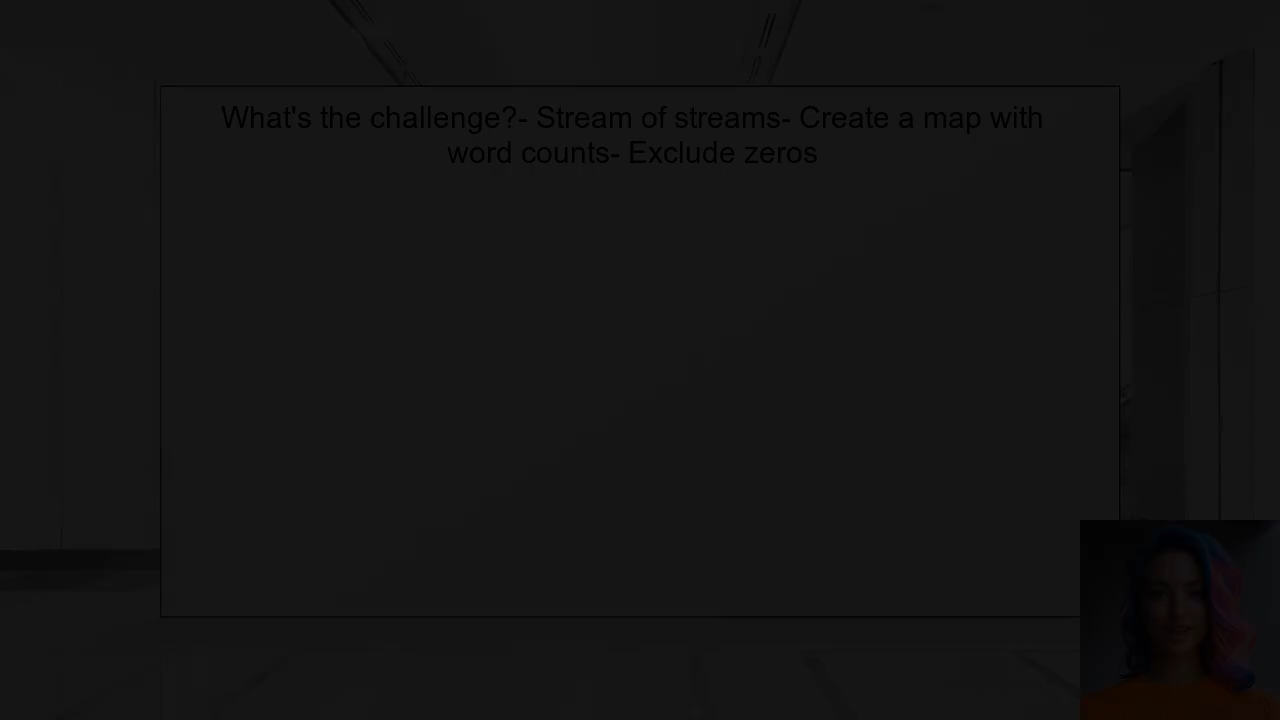 What's the challenge?- Stream of streams- Create a map with
word counts- Exclude zeros